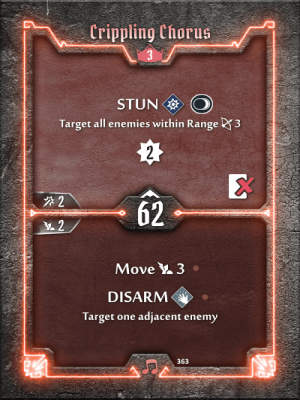 Crippling Chorus
3
STUN
Target all enemies within Range 3
2
2
62
2
Move 3
DISARM
Target one adjacent enemy
363